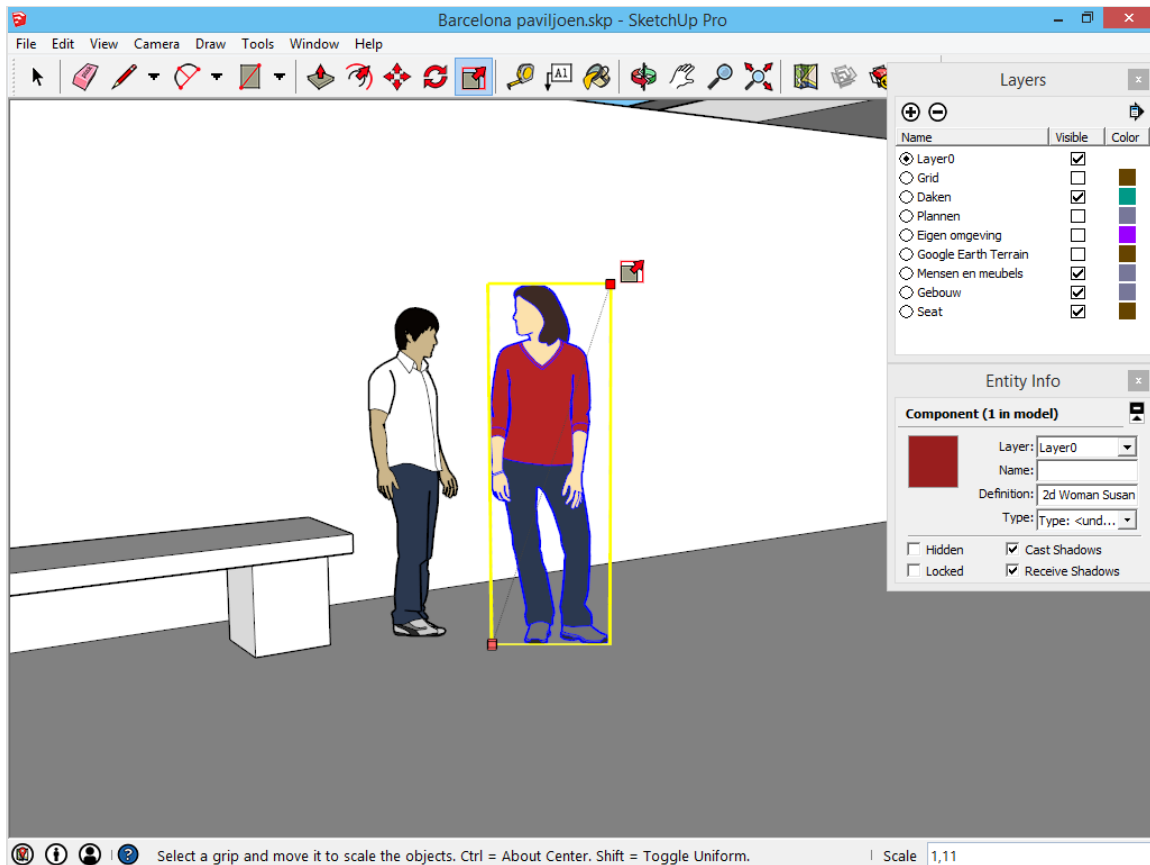 Barcelona paviljoen.skp - SketchUp Pro
File Edit View Camera Draw Tools Window Help
A1
Layers
Name Visible Color
Layer0
Grid
Daken
Plannen
Eigen omgeving
Google Earth Terrain
Mensen en meubels
Gebouw
Seat
Entity Info
Component (1 in model)
Layer: Layer0
Name:
Definition: 2d Woman Susan
Type: Type: <und...
Hidden Cast Shadows
Locked Receive Shadows
Select a grip and move it to scale the objects. Ctrl = About Center. Shift = Toggle Uniform. Scale 1,11